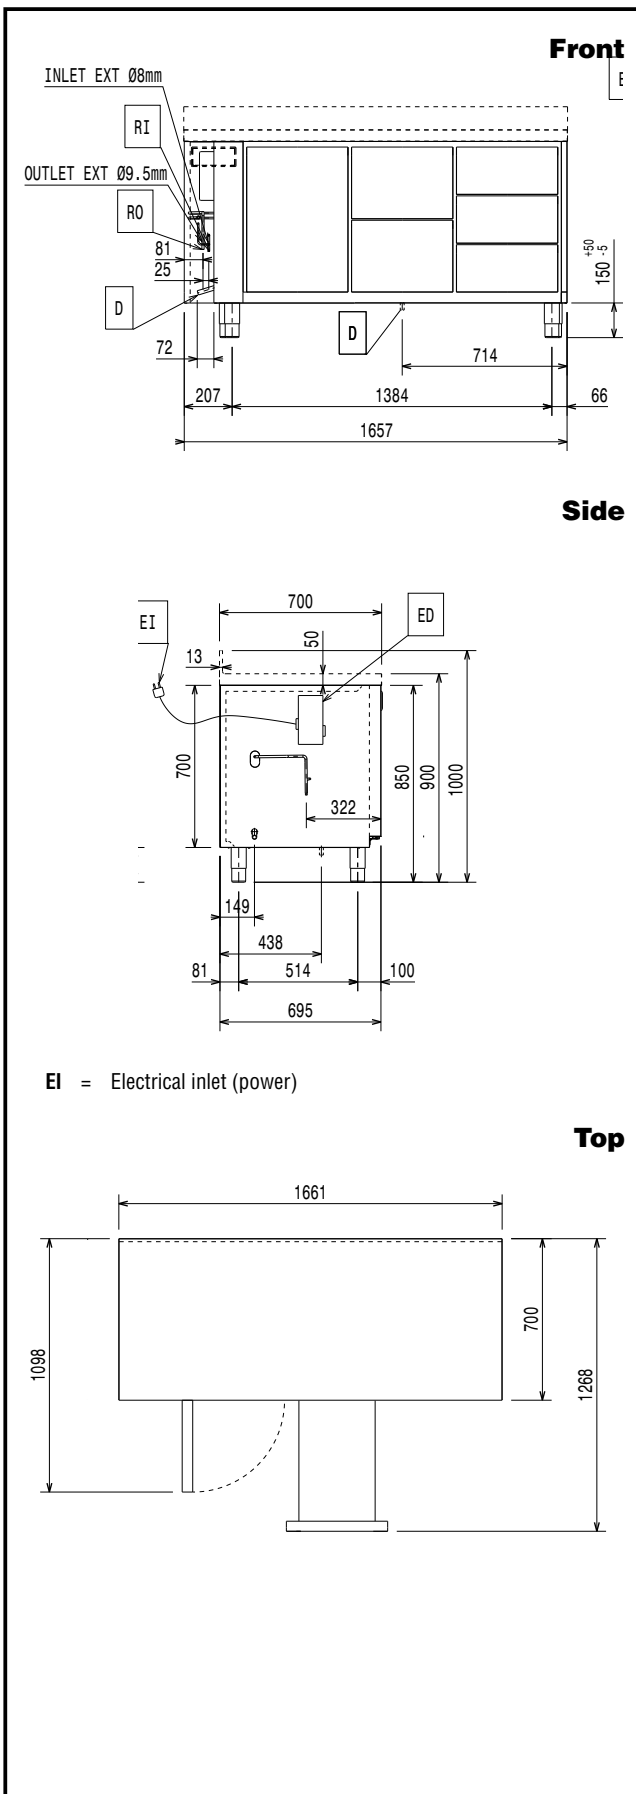 Front
E
INLET EXT Ø8mm
RI
OUTLET EXT Ø9.5mm
RO
81
25
D
D
+50
150 -5
72
714
207
1384
66
1657
Side
700
ED
EI
50
13
700
850
900
1000
322
149
438
81
514
100
695
EI = Electrical inlet (power)
Top
1661
1098
700
1268